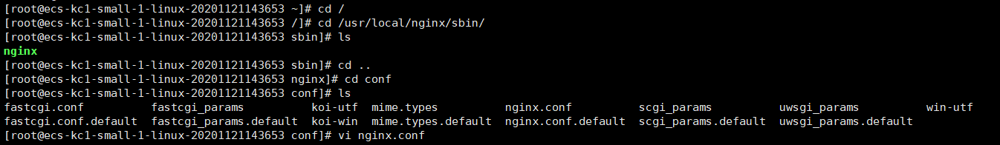 [root@ecs-kc1-small-1-linux-20201121143653 ~]# cd /
[root@ecs-kc1-small-1-linux-20201121143653 /]# cd /usr/local/nginx/sbin/
[root@ecs-kc1-small-1-linux-20201121143653 sbin]# ls
nginx
[root@ecs-kc1-small-1-linux-20201121143653 sbin]# cd ..
[root@ecs-kc1-small-1-linux-20201121143653 nginx]# cd conf
[root@ecs-kc1-small-1-linux-20201121143653 conf]# ls
fastcgi.conf          fastcgi_params          koi-utf  mime.types          nginx.conf          scgi_params          uwsgi_params          win-utf
fastcgi.conf.default  fastcgi_params.default  koi-win  mime.types.default  nginx.conf.default  scgi_params.default  uwsgi_params.default
[root@ecs-kc1-small-1-linux-20201121143653 conf]# vi nginx.conf